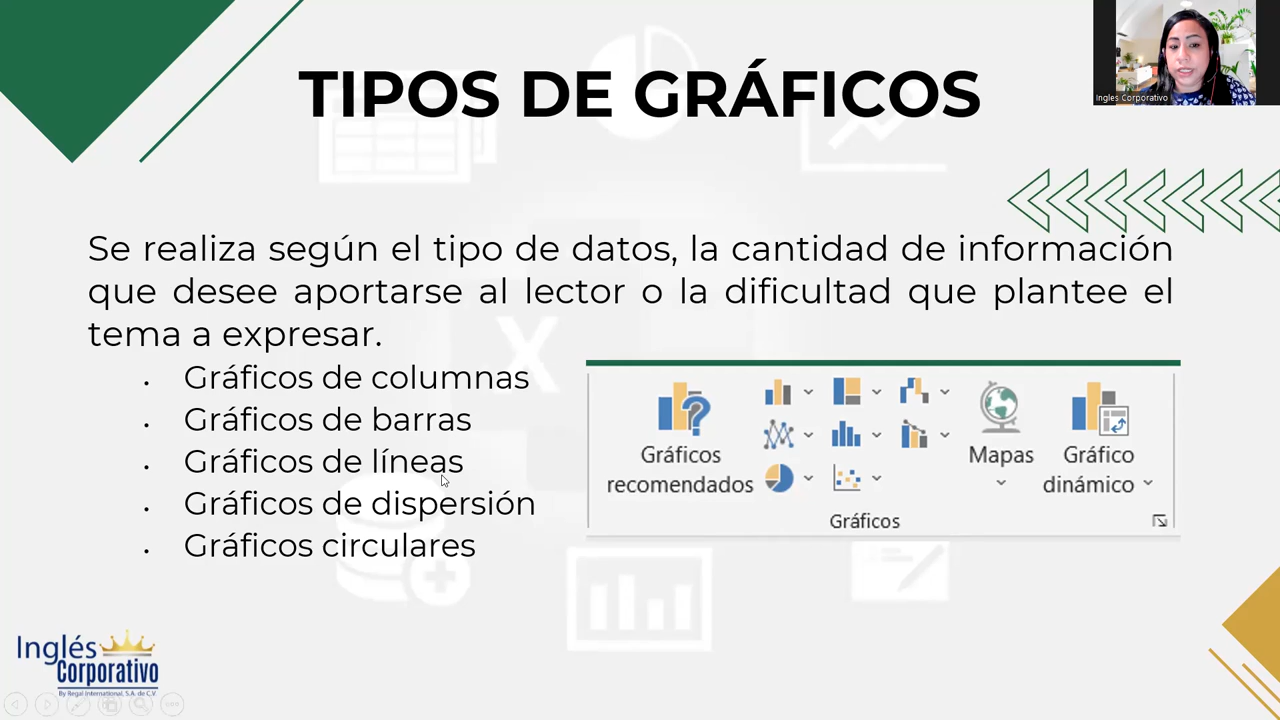 TIPOS DE GRÁFICOS
Ingles Corporativo
Se realiza según el tipo de datos, la cantidad de información
que desee aportarse al lector o la dificultad que plantee el
tema a expresar.
• Gráficos de columnas
• Gráficos de barras
• Gráficos de líneas
• Gráficos de dispersión
• Gráficos circulares
Gráficos
recomendados
Mapas
Gráfico
dinámico
Gráficos
Inglés
Corporativo
By Regal International, S.A. de C.V.